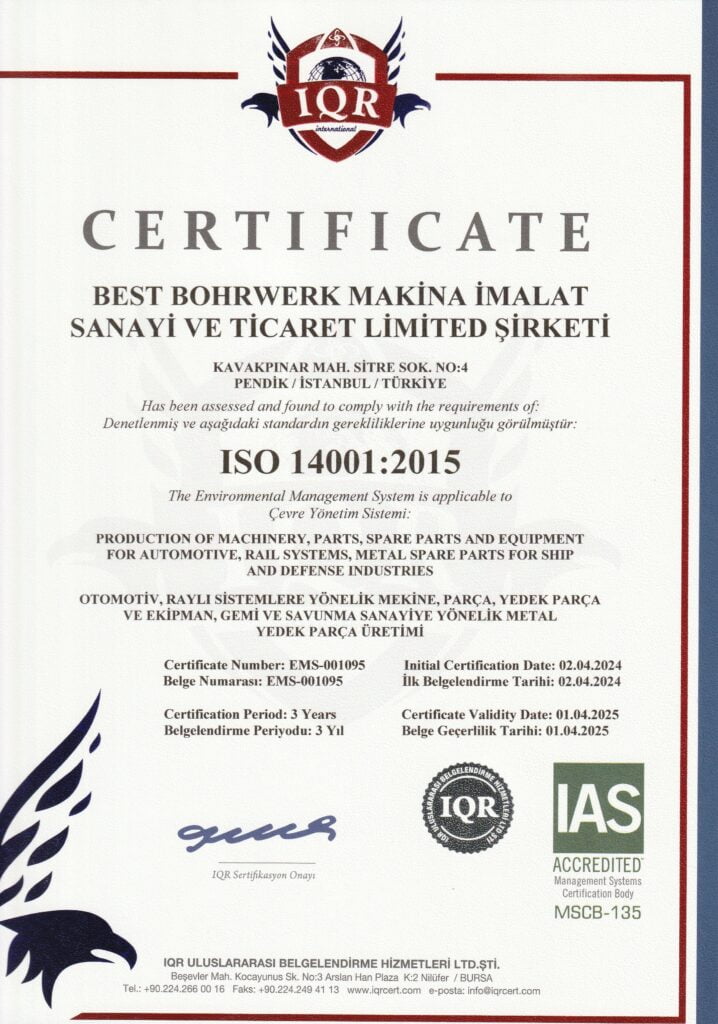 IQR
international
CERTIFICATE
BEST BOHRWERK MAKİNA İMALAT
SANAYİ VE TİCARET LİMİTED ŞİRKETİ
KAVAKPINAR MAH. SİTRE SOK. NO:4
PENDİK / İSTANBUL / TÜRKİYE
Has been assessed and found to comply with the requirements of:
Denetlenmiş ve aşağıdaki standardın gerekliliklerine uygunluğu görülmüştür:
ISO 14001:2015
The Environmental Management System is applicable to
Çevre Yönetim Sistemi:
PRODUCTION OF MACHINERY, PARTS, SPARE PARTS AND EQUIPMENT
FOR AUTOMOTIVE, RAIL SYSTEMS, METAL SPARE PARTS FOR SHIP
AND DEFENSE INDUSTRIES
OTOMOTİV, RAYLI SİSTEMLERE YÖNELİK MEKİNE, PARÇA, YEDEK PARÇA
VE EKİPMAN, GEMİ VE SAVUNMA SANAYİYE YÖNELİK METAL
YEDEK PARÇA ÜRETİMİ
Certificate Number: EMS-001095 Initial Certification Date: 02.04.2024
Belge Numarası: EMS-001095 İlk Belgelendirme Tarihi: 02.04.2024
Certification Period: 3 Years Certificate Validity Date: 01.04.2025
Belgelendirme Periyodu: 3 Yıl Belge Geçerlilik Tarihi: 01.04.2025
IQR Sertifikasyon Onayı
IQR ULUSLARARASI BELGELENDİRME HİZMETLERİ LTD ŞTİ
IQR
IAS
ACCREDITED
Management Systems
Certification Body
MSCB-135
IQR ULUSLARARASI BELGELENDİRME HİZMETLERİ LTD.ŞTİ.
Beşevler Mah. Kocayunus Sk. No:3 Arslan Han Plaza K:2 Nilüfer / BURSA
Tel.: +90.224.266 00 16 Faks: +90.224.249 41 13 www.iqrcert.com e-posta: info@iqrcert.com